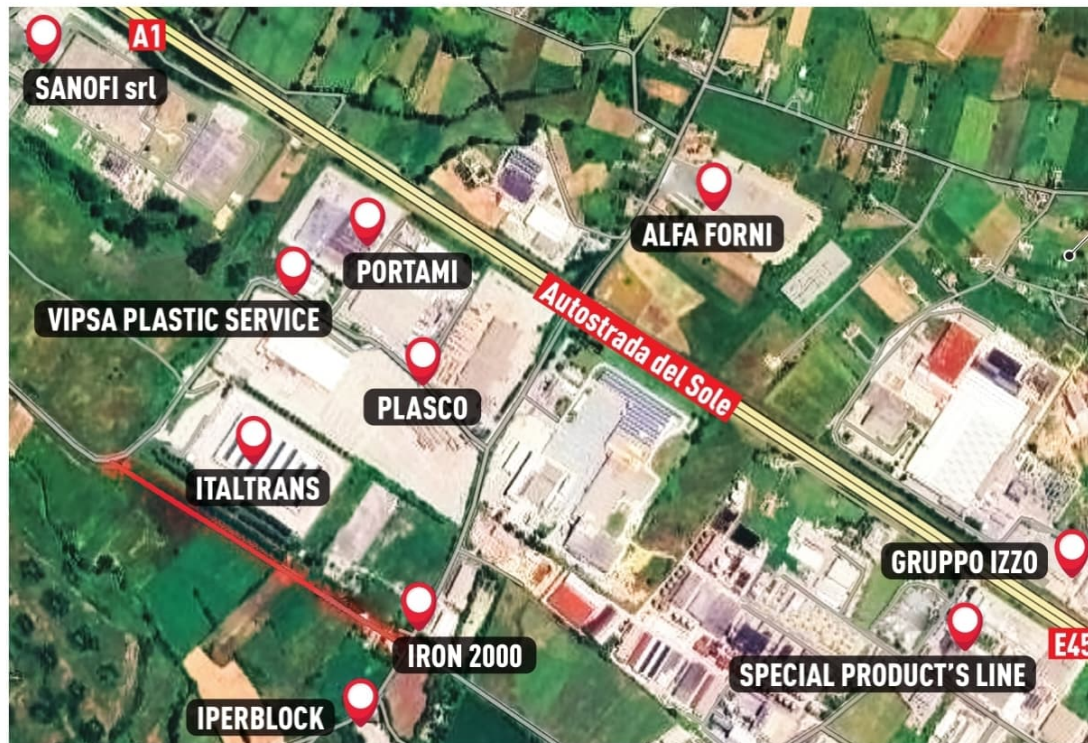 A1
SANOFI srl
ALFA FORNI
PORTAMI
VIPSA PLASTIC SERVICE
Autostrada del Sole
PLASCO
ITALTRANS
GRUPPO IZZO
IRON 2000
SPECIAL PRODUCT'S LINE
E45
IPERBLOCK